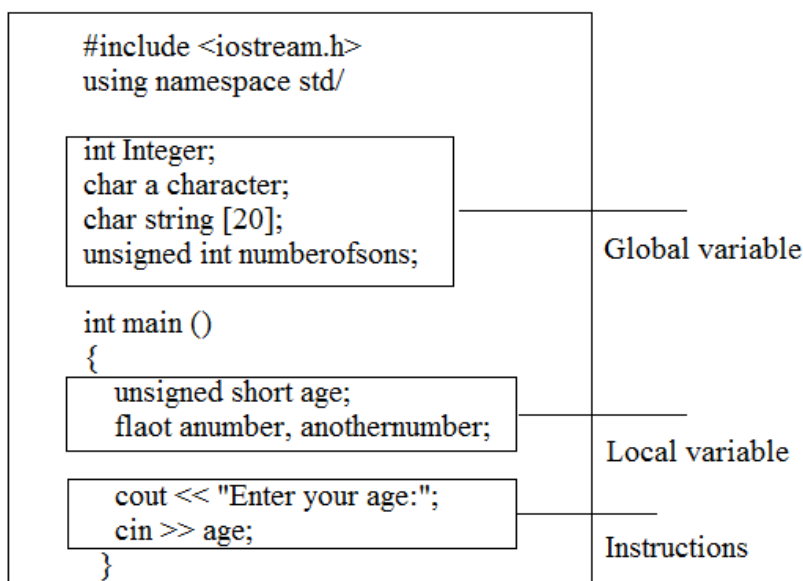 #include <iostream.h>
using namespace std/
int Integer;
char a character;
char string [20];
unsigned int numberofsons;
Global variable
int main ()
{
unsigned short age;
flaot anumber, anothernumber;
Local variable
cout << "Enter your age:";
cin >> age;
Instructions
}